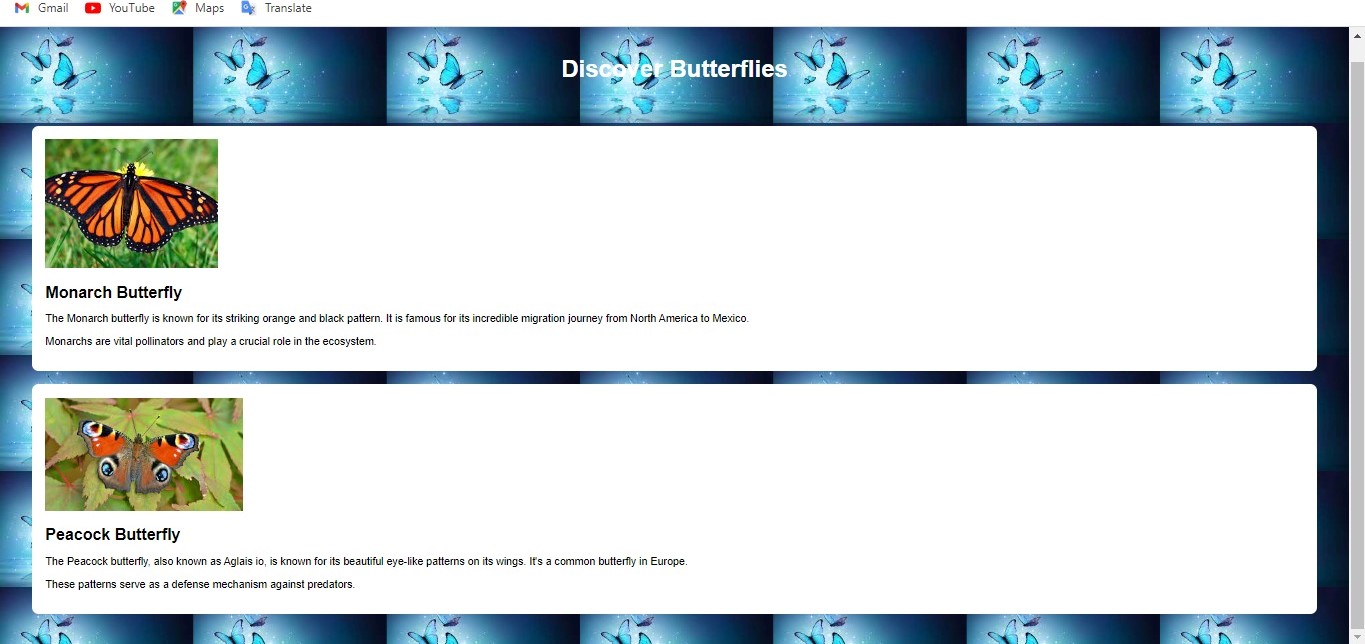 Gmail YouTube Maps Translate
Discover Butterflies
Monarch Butterfly
The Monarch butterfly is known for its striking orange and black pattern. It is famous for its incredible migration journey from North America to Mexico.
Monarchs are vital pollinators and play a crucial role in the ecosystem.
Peacock Butterfly
The Peacock butterfly, also known as Aglais io, is known for its beautiful eye-like patterns on its wings. It's a common butterfly in Europe.
These patterns serve as a defense mechanism against predators.